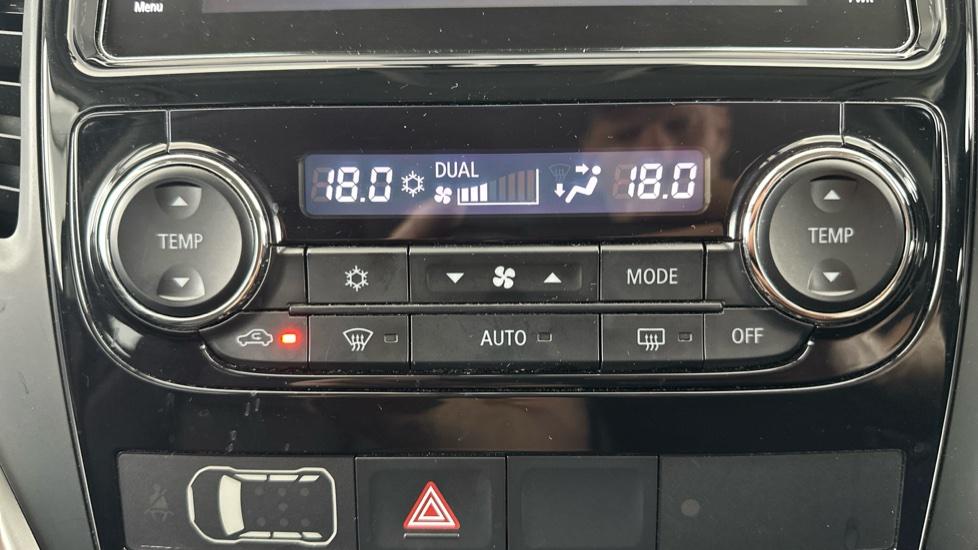 Menu
18.0 DUAL 18.0
TEMP
TEMP
MODE
AUTO
OFF